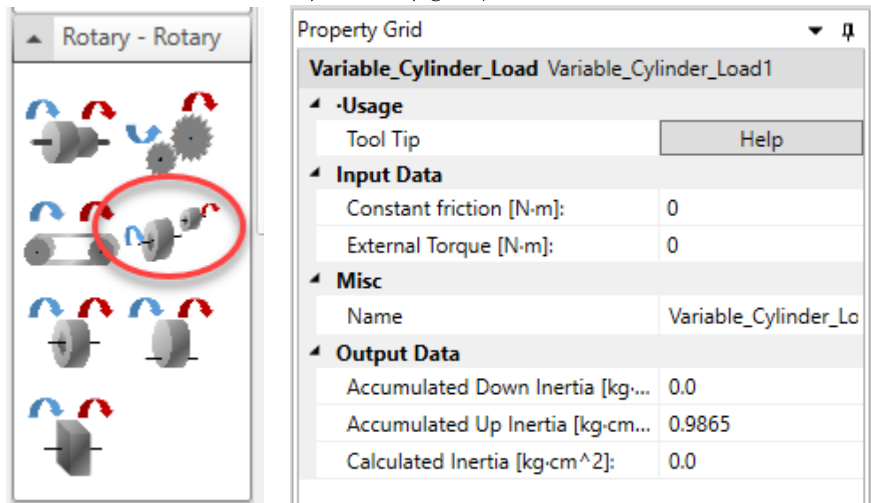 Rotary - Rotary
Property Grid
Variable_Cylinder_Load Variable_Cylinder_Load1
·Usage
Tool Tip Help
Input Data
Constant friction [N·m]: 0
External Torque [N·m]: 0
Misc
Name Variable_Cylinder_Lo
Output Data
Accumulated Down Inertia [kg·... 0.0
Accumulated Up Inertia [kg·cm... 0.9865
Calculated Inertia [kg·cm^2]: 0.0